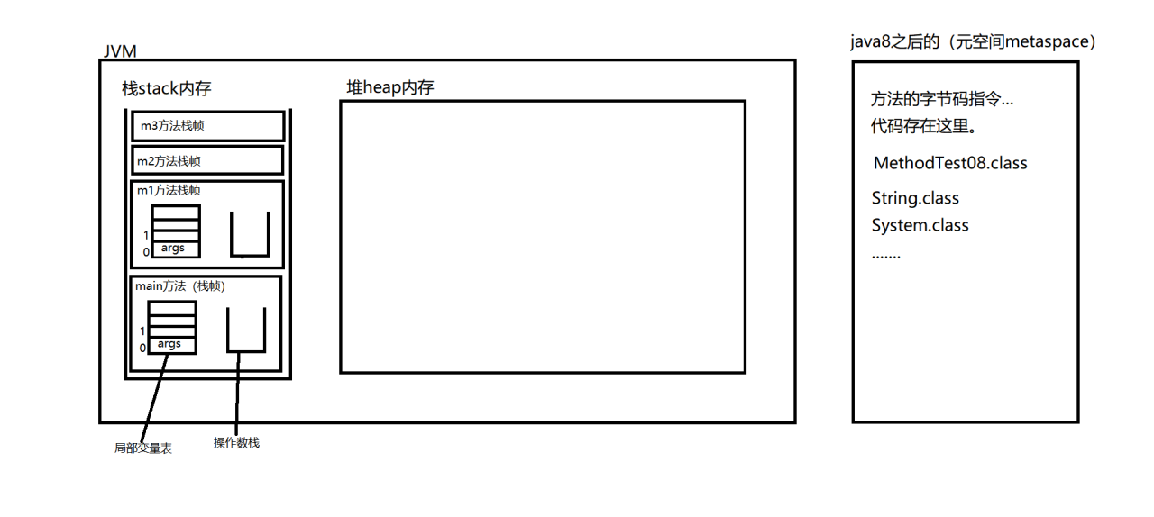 JVM
栈stack内存
m3方法栈帧
m2方法栈帧
m1方法栈帧
1
0
args
main方法（栈帧)
1
0
args
局部变量表
操作数栈
堆heap内存
java8之后的（元空间metaspace）
方法的字节码指令...
代码存在这里。
MethodTest08.class
String.class
System.class
.......